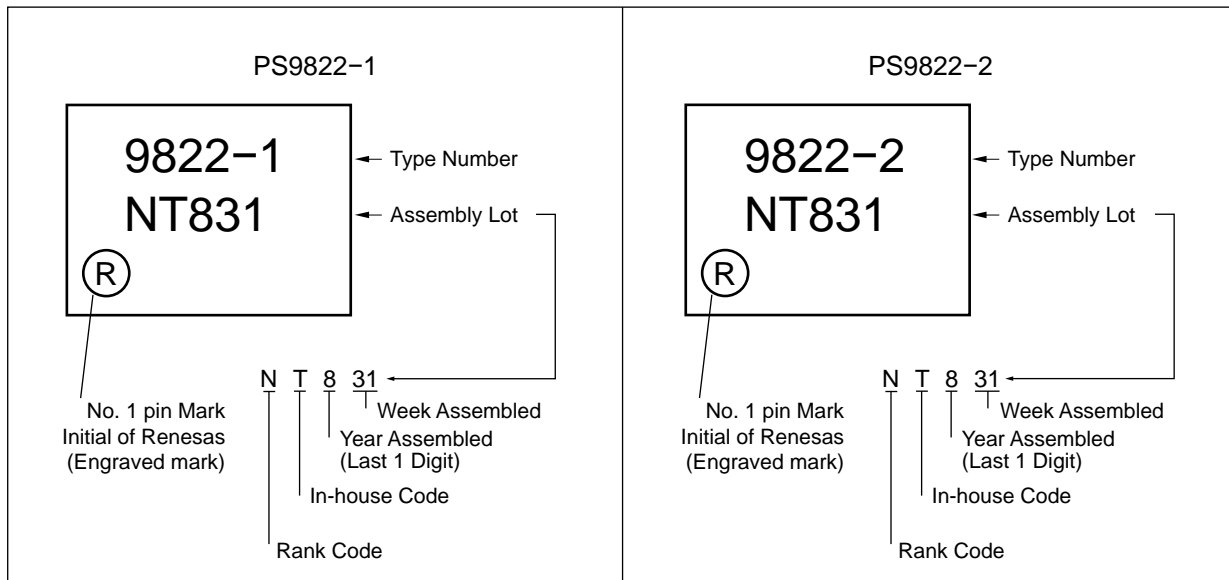 PS9822−1
9822−1
Type Number
NT831
Assembly Lot
R
N T 8 31
No. 1 pin Mark
Initial of Renesas
(Engraved mark)
Week Assembled
Year Assembled
(Last 1 Digit)
In-house Code
Rank Code
PS9822−2
9822−2
Type Number
NT831
Assembly Lot
R
N T 8 31
No. 1 pin Mark
Initial of Renesas
(Engraved mark)
Week Assembled
Year Assembled
(Last 1 Digit)
In-house Code
Rank Code